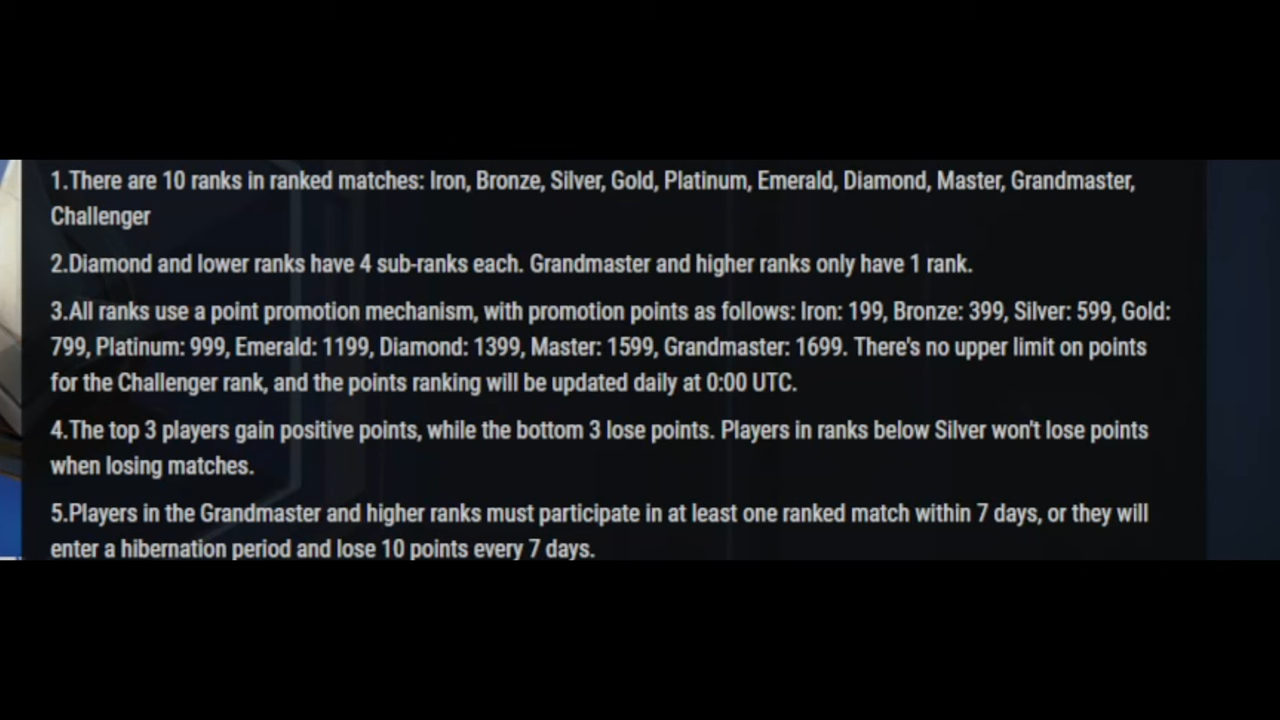 1.There are 10 ranks in ranked matches: Iron, Bronze, Silver, Gold, Platinum, Emerald, Diamond, Master, Grandmaster,
Challenger
2.Diamond and lower ranks have 4 sub-ranks each. Grandmaster and higher ranks only have 1 rank.
3.All ranks use a point promotion mechanism, with promotion points as follows: Iron: 199, Bronze: 399, Silver: 599, Gold:
799, Platinum: 999, Emerald: 1199, Diamond: 1399, Master: 1599, Grandmaster: 1699. There's no upper limit on points
for the Challenger rank, and the points ranking will be updated daily at 0:00 UTC.
4.The top 3 players gain positive points, while the bottom 3 lose points. Players in ranks below Silver won't lose points
when losing matches.
5.Players in the Grandmaster and higher ranks must participate in at least one ranked match within 7 days, or they will
enter a hibernation period and lose 10 points every 7 days.